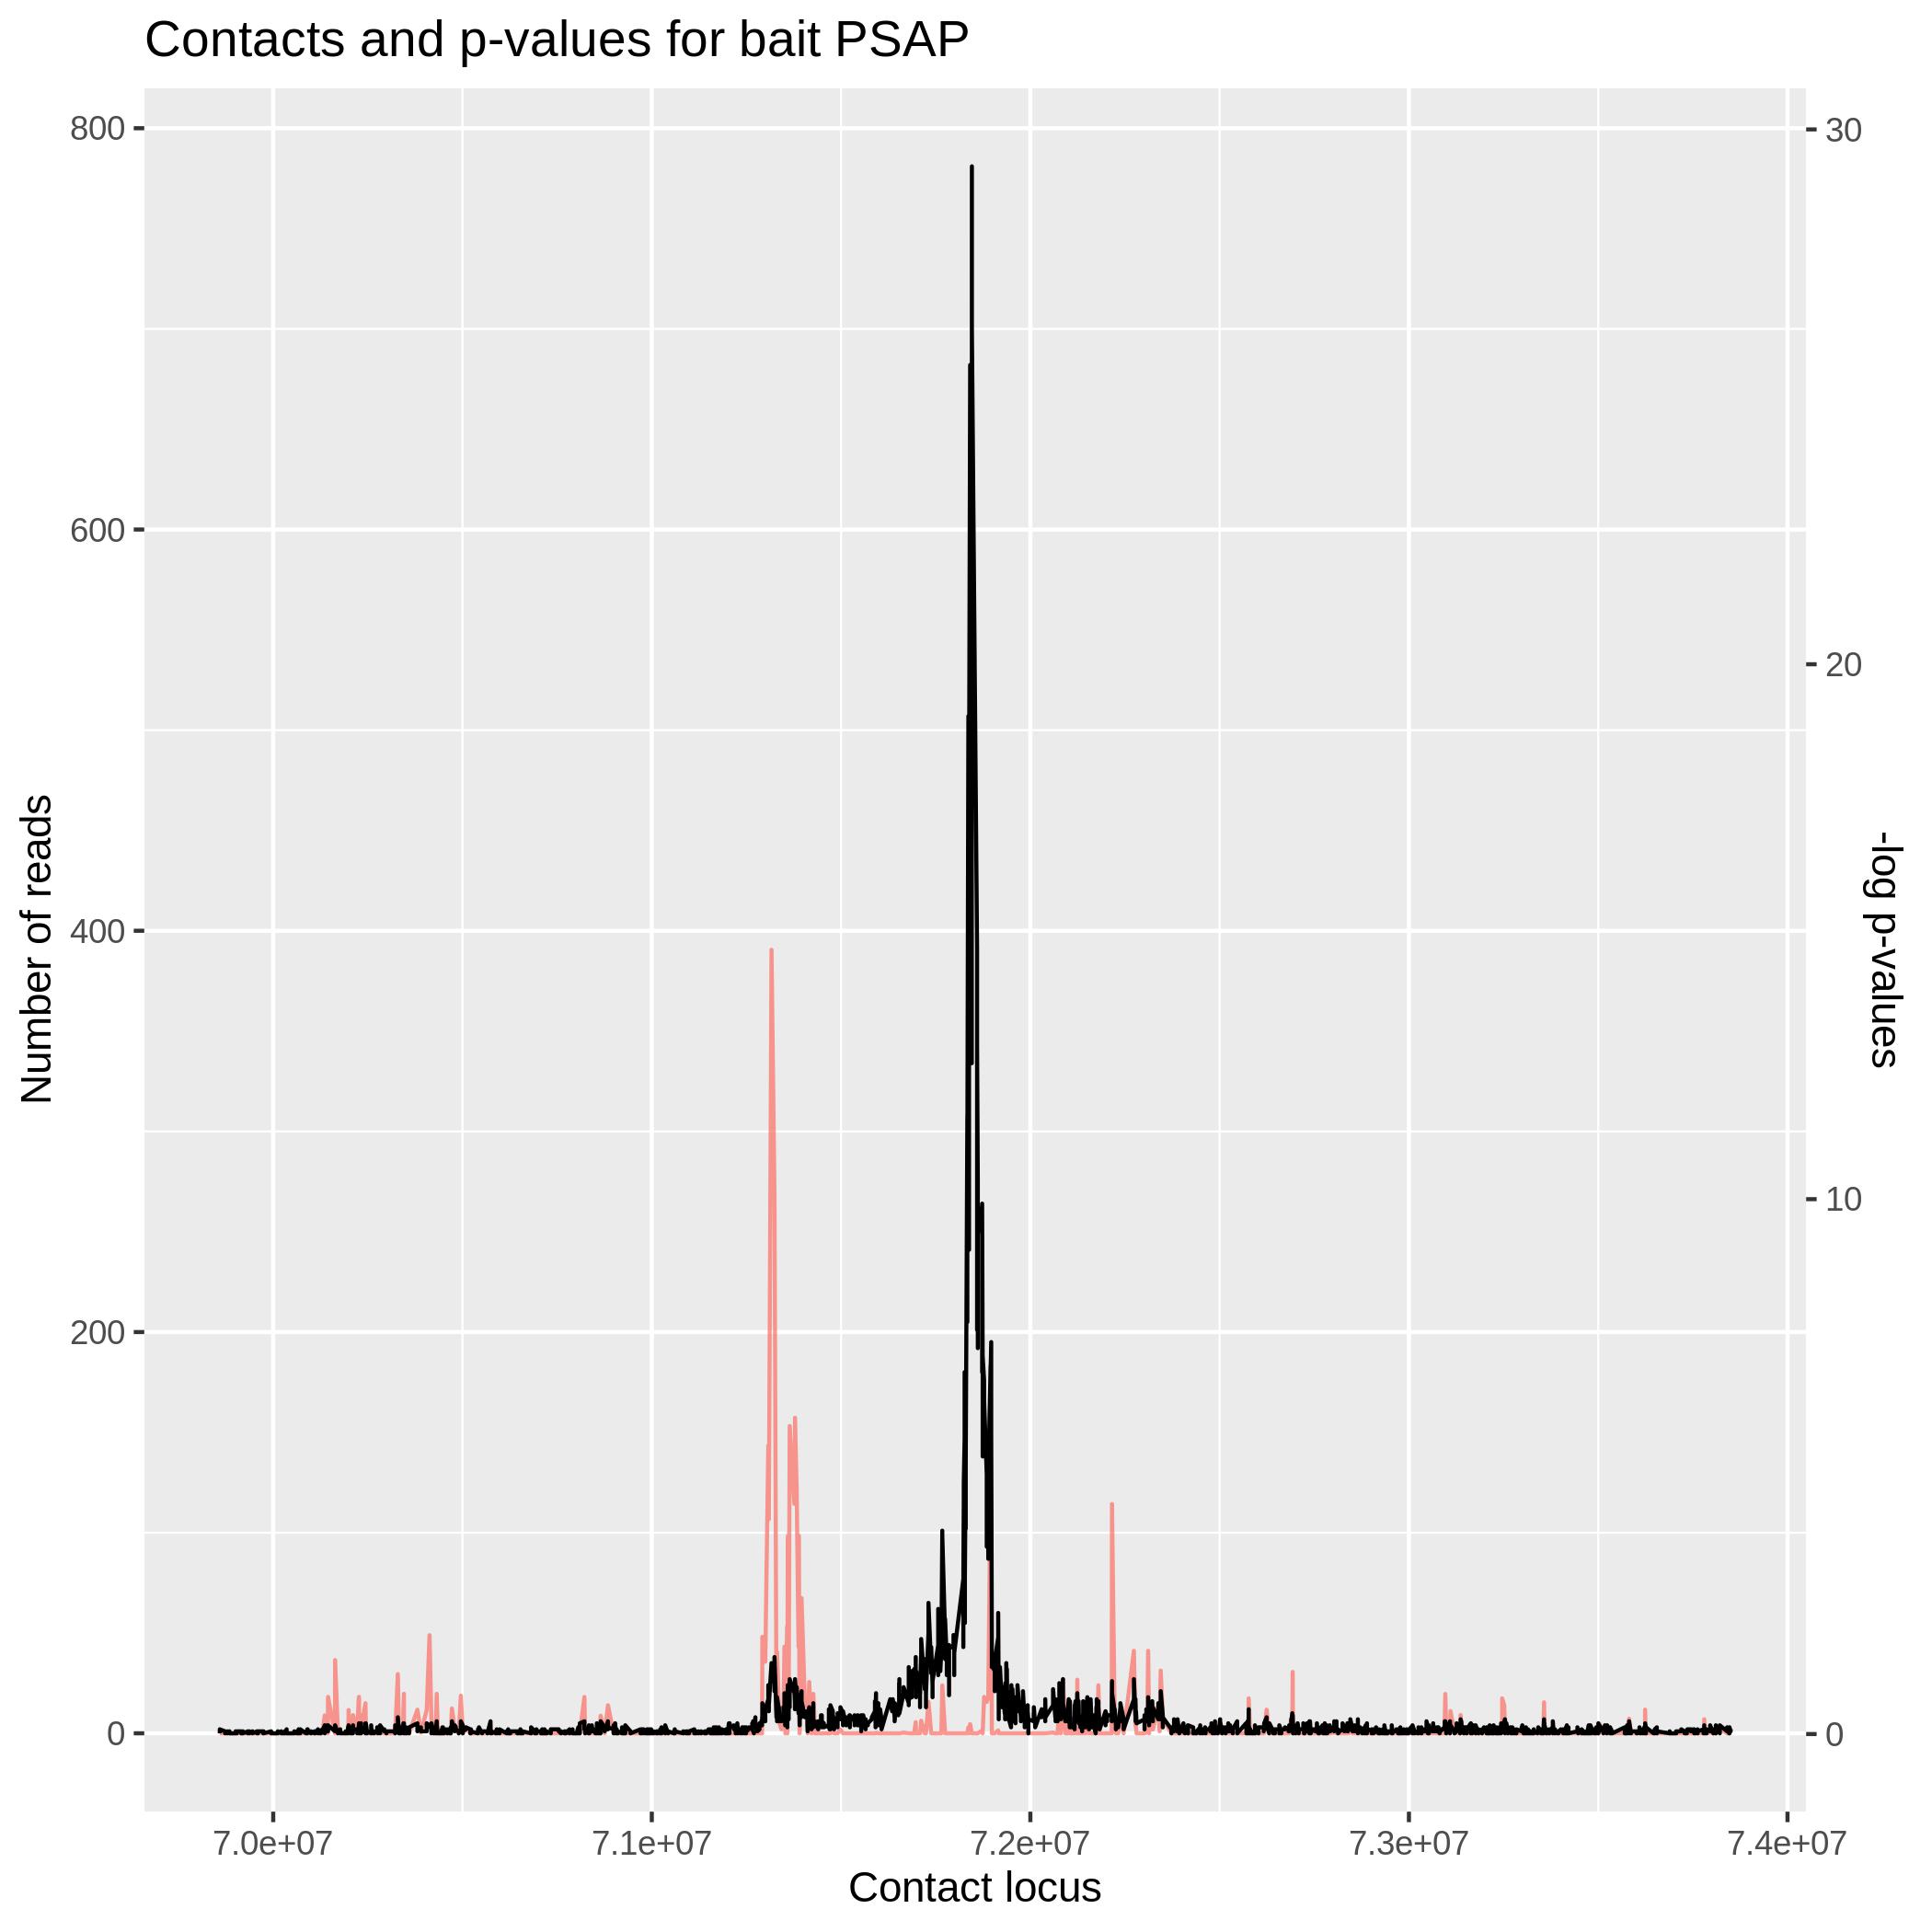 Contacts and p-values for bait PSAP
800
600
400
200
0
Number of reads
30
20
10
0
-log p-values
7.0e+07
7.1e+07
7.2e+07
7.3e+07
7.4e+07
Contact locus